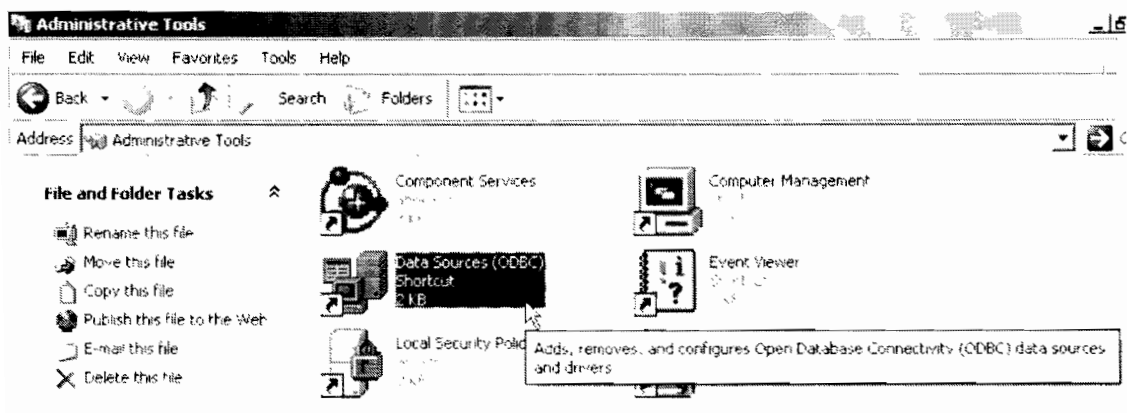 Administrative Tools
File Edit View Favorites Tools Help
Back Search Folders
Address Administrative Tools
File and Folder Tasks
Rename this file
Move this file
Copy this file
Publish this file to the Web
E-mail this file
Delete this file
Component Services
Computer Management
Data Sources (ODBC)
Shortcut
2 KB
Event Viewer
Local Security Polic
Adds, removes, and configures Open Database Connectivity (ODBC) data sources
and drivers